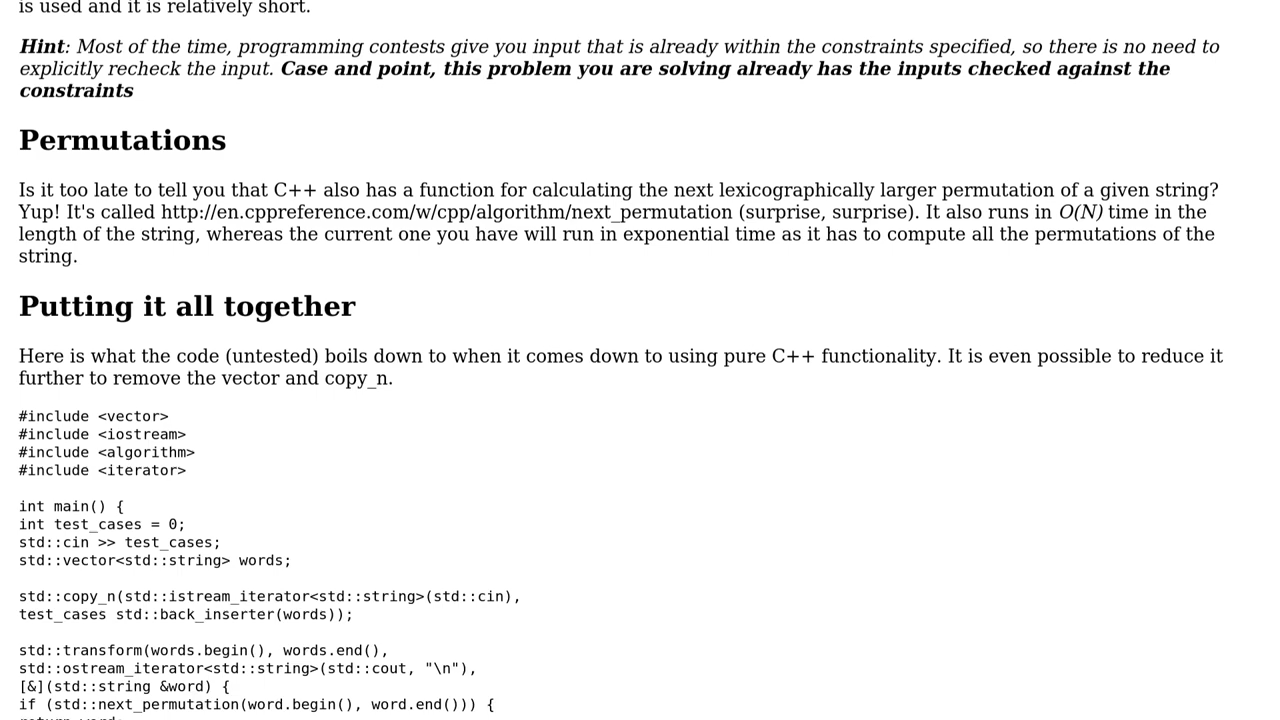 is used and it is relatively short.
Hint: Most of the time, programming contests give you input that is already within the constraints specified, so there is no need to
explicitly recheck the input. Case and point, this problem you are solving already has the inputs checked against the
constraints
Permutations
Is it too late to tell you that C++ also has a function for calculating the next lexicographically larger permutation of a given string?
Yup! It's called http://en.cppreference.com/w/cpp/algorithm/next_permutation (surprise, surprise). It also runs in O(N) time in the
length of the string, whereas the current one you have will run in exponential time as it has to compute all the permutations of the
string.
Putting it all together
Here is what the code (untested) boils down to when it comes down to using pure C++ functionality. It is even possible to reduce it
further to remove the vector and copy_n.
#include <vector>
#include <iostream>
#include <algorithm>
#include <iterator>
int main() {
int test_cases = 0;
std::cin >> test_cases;
std::vector<std::string> words;
std::copy_n(std::istream_iterator<std::string>(std::cin),
test_cases std::back_inserter(words));
std::transform(words.begin(), words.end(),
std::ostream_iterator<std::string>(std::cout, "\n"),
[&](std::string &word) {
if (std::next_permutation(word.begin(), word.end())) {